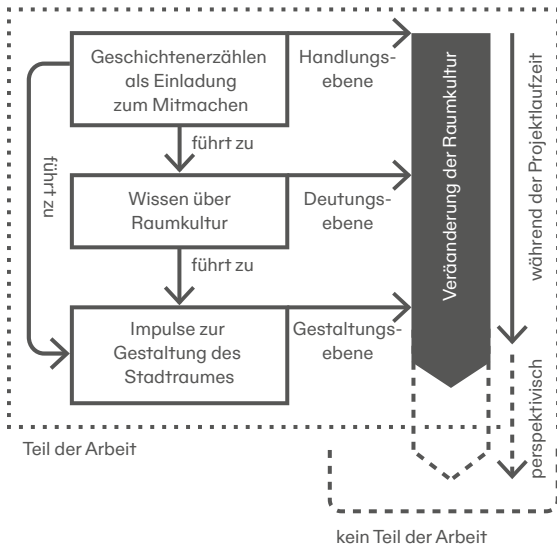 Geschichtenerzählen
als Einladung
zum Mitmachen
Handlungs-
ebene
führt zu
führt zu
Wissen über
Raumkultur
Deutungs-
ebene
führt zu
Impulse zur
Gestaltung des
Stadtraumes
Gestaltungs-
ebene
Veräänderung der Raumkultur
während der Projektlaufzeit
perspektivisch
Teil der Arbeit
kein Teil der Arbeit